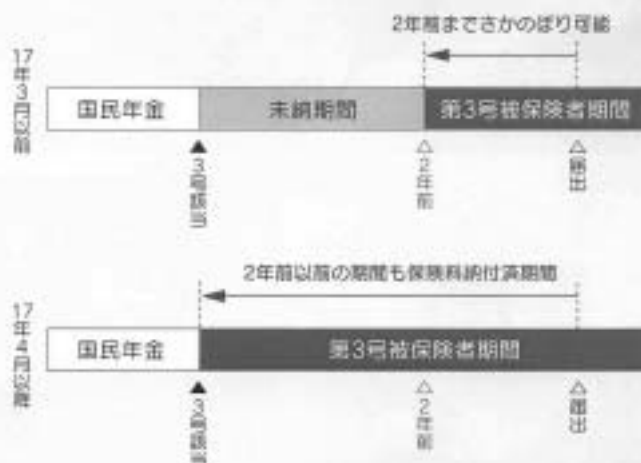 2年前までさかのぼり可能
17年3月以前
国民年金
未納期間
第3号被保険者期間
▲3号該当
△2年前
△届出
2年前以前の期間も保険料納付済期間
17年4月以降
国民年金
第3号被保険者期間
▲3号該当
△2年前
△届出